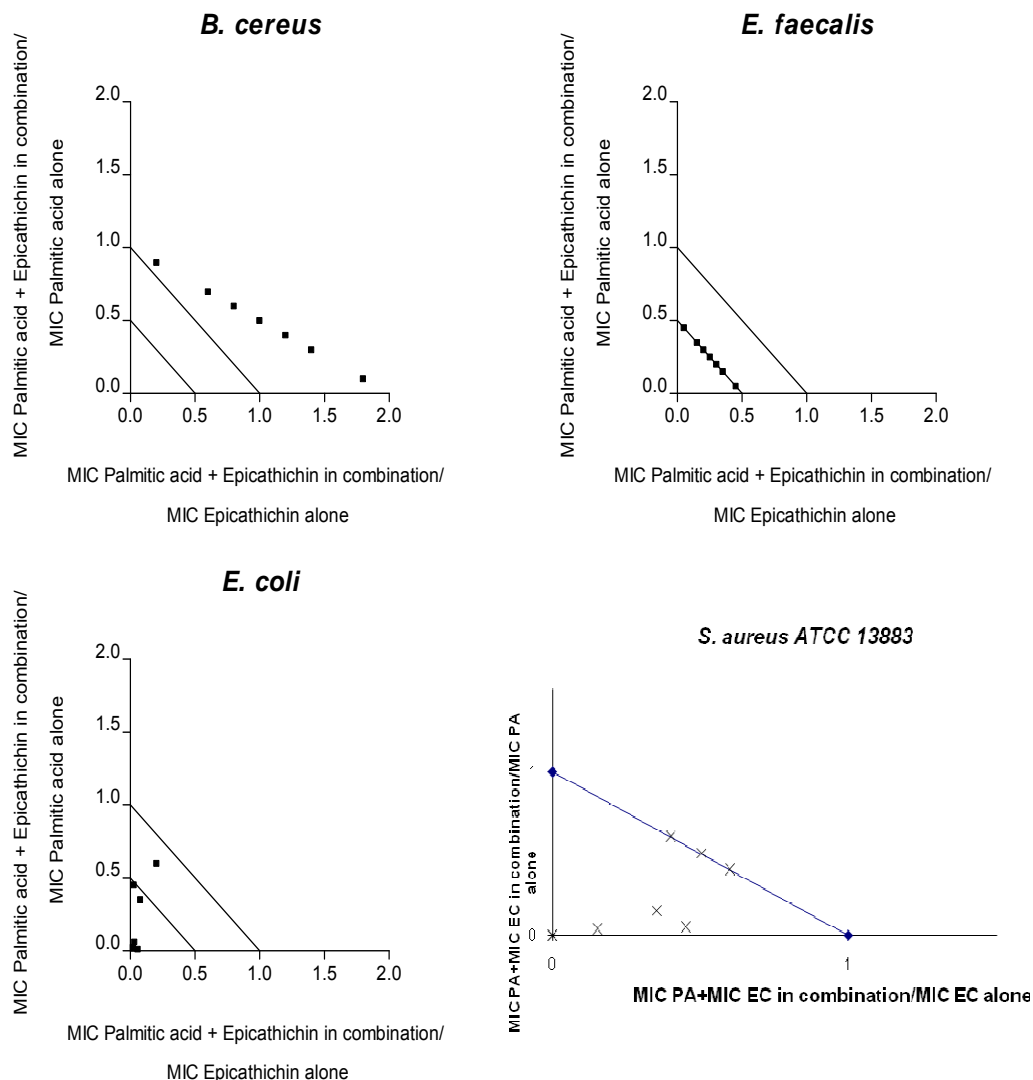 B. cereus
MIC Palmitic acid + Epicathichin in combination/
MIC Palmitic acid alone
2.0
1.5
1.0
0.5
0.0
0.0 0.5 1.0 1.5 2.0
MIC Palmitic acid + Epicathichin in combination/
MIC Epicathichin alone
E. faecalis
MIC Palmitic acid + Epicathichin in combination/
MIC Palmitic acid alone
2.0
1.5
1.0
0.5
0.0
0.0 0.5 1.0 1.5 2.0
MIC Palmitic acid + Epicathichin in combination/
MIC Epicathichin alone
E. coli
MIC Palmitic acid + Epicathichin in combination/
MIC Palmitic acid alone
2.0
1.5
1.0
0.5
0.0
0.0 0.5 1.0 1.5 2.0
MIC Palmitic acid + Epicathichin in combination/
MIC Epicathichin alone
S. aureus ATCC 13883
MIC PA+MIC EC in combination/MIC PA
alone
0
0 1
MIC PA+MIC EC in combination/MIC EC alone